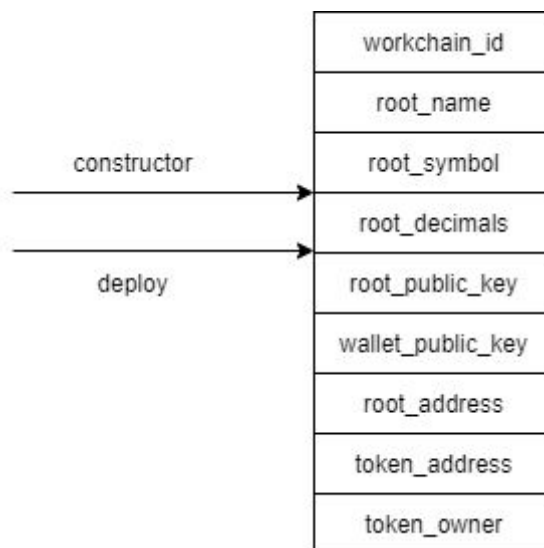 workchain_id
root_name
constructor
root_symbol
root_decimals
deploy
root_public_key
wallet_public_key
root_address
token_address
token_owner